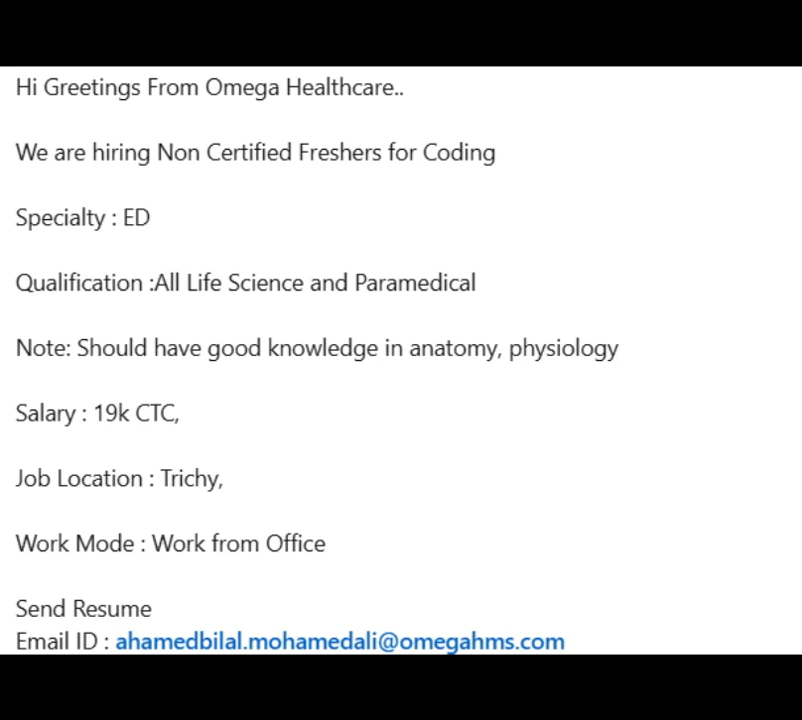 Hi Greetings From Omega Healthcare..
We are hiring Non Certified Freshers for Coding
Specialty : ED
Qualification :All Life Science and Paramedical
Note: Should have good knowledge in anatomy, physiology
Salary : 19k CTC,
Job Location : Trichy,
Work Mode : Work from Office
Send Resume
Email ID : ahamedbilal.mohamedali@omegahms.com